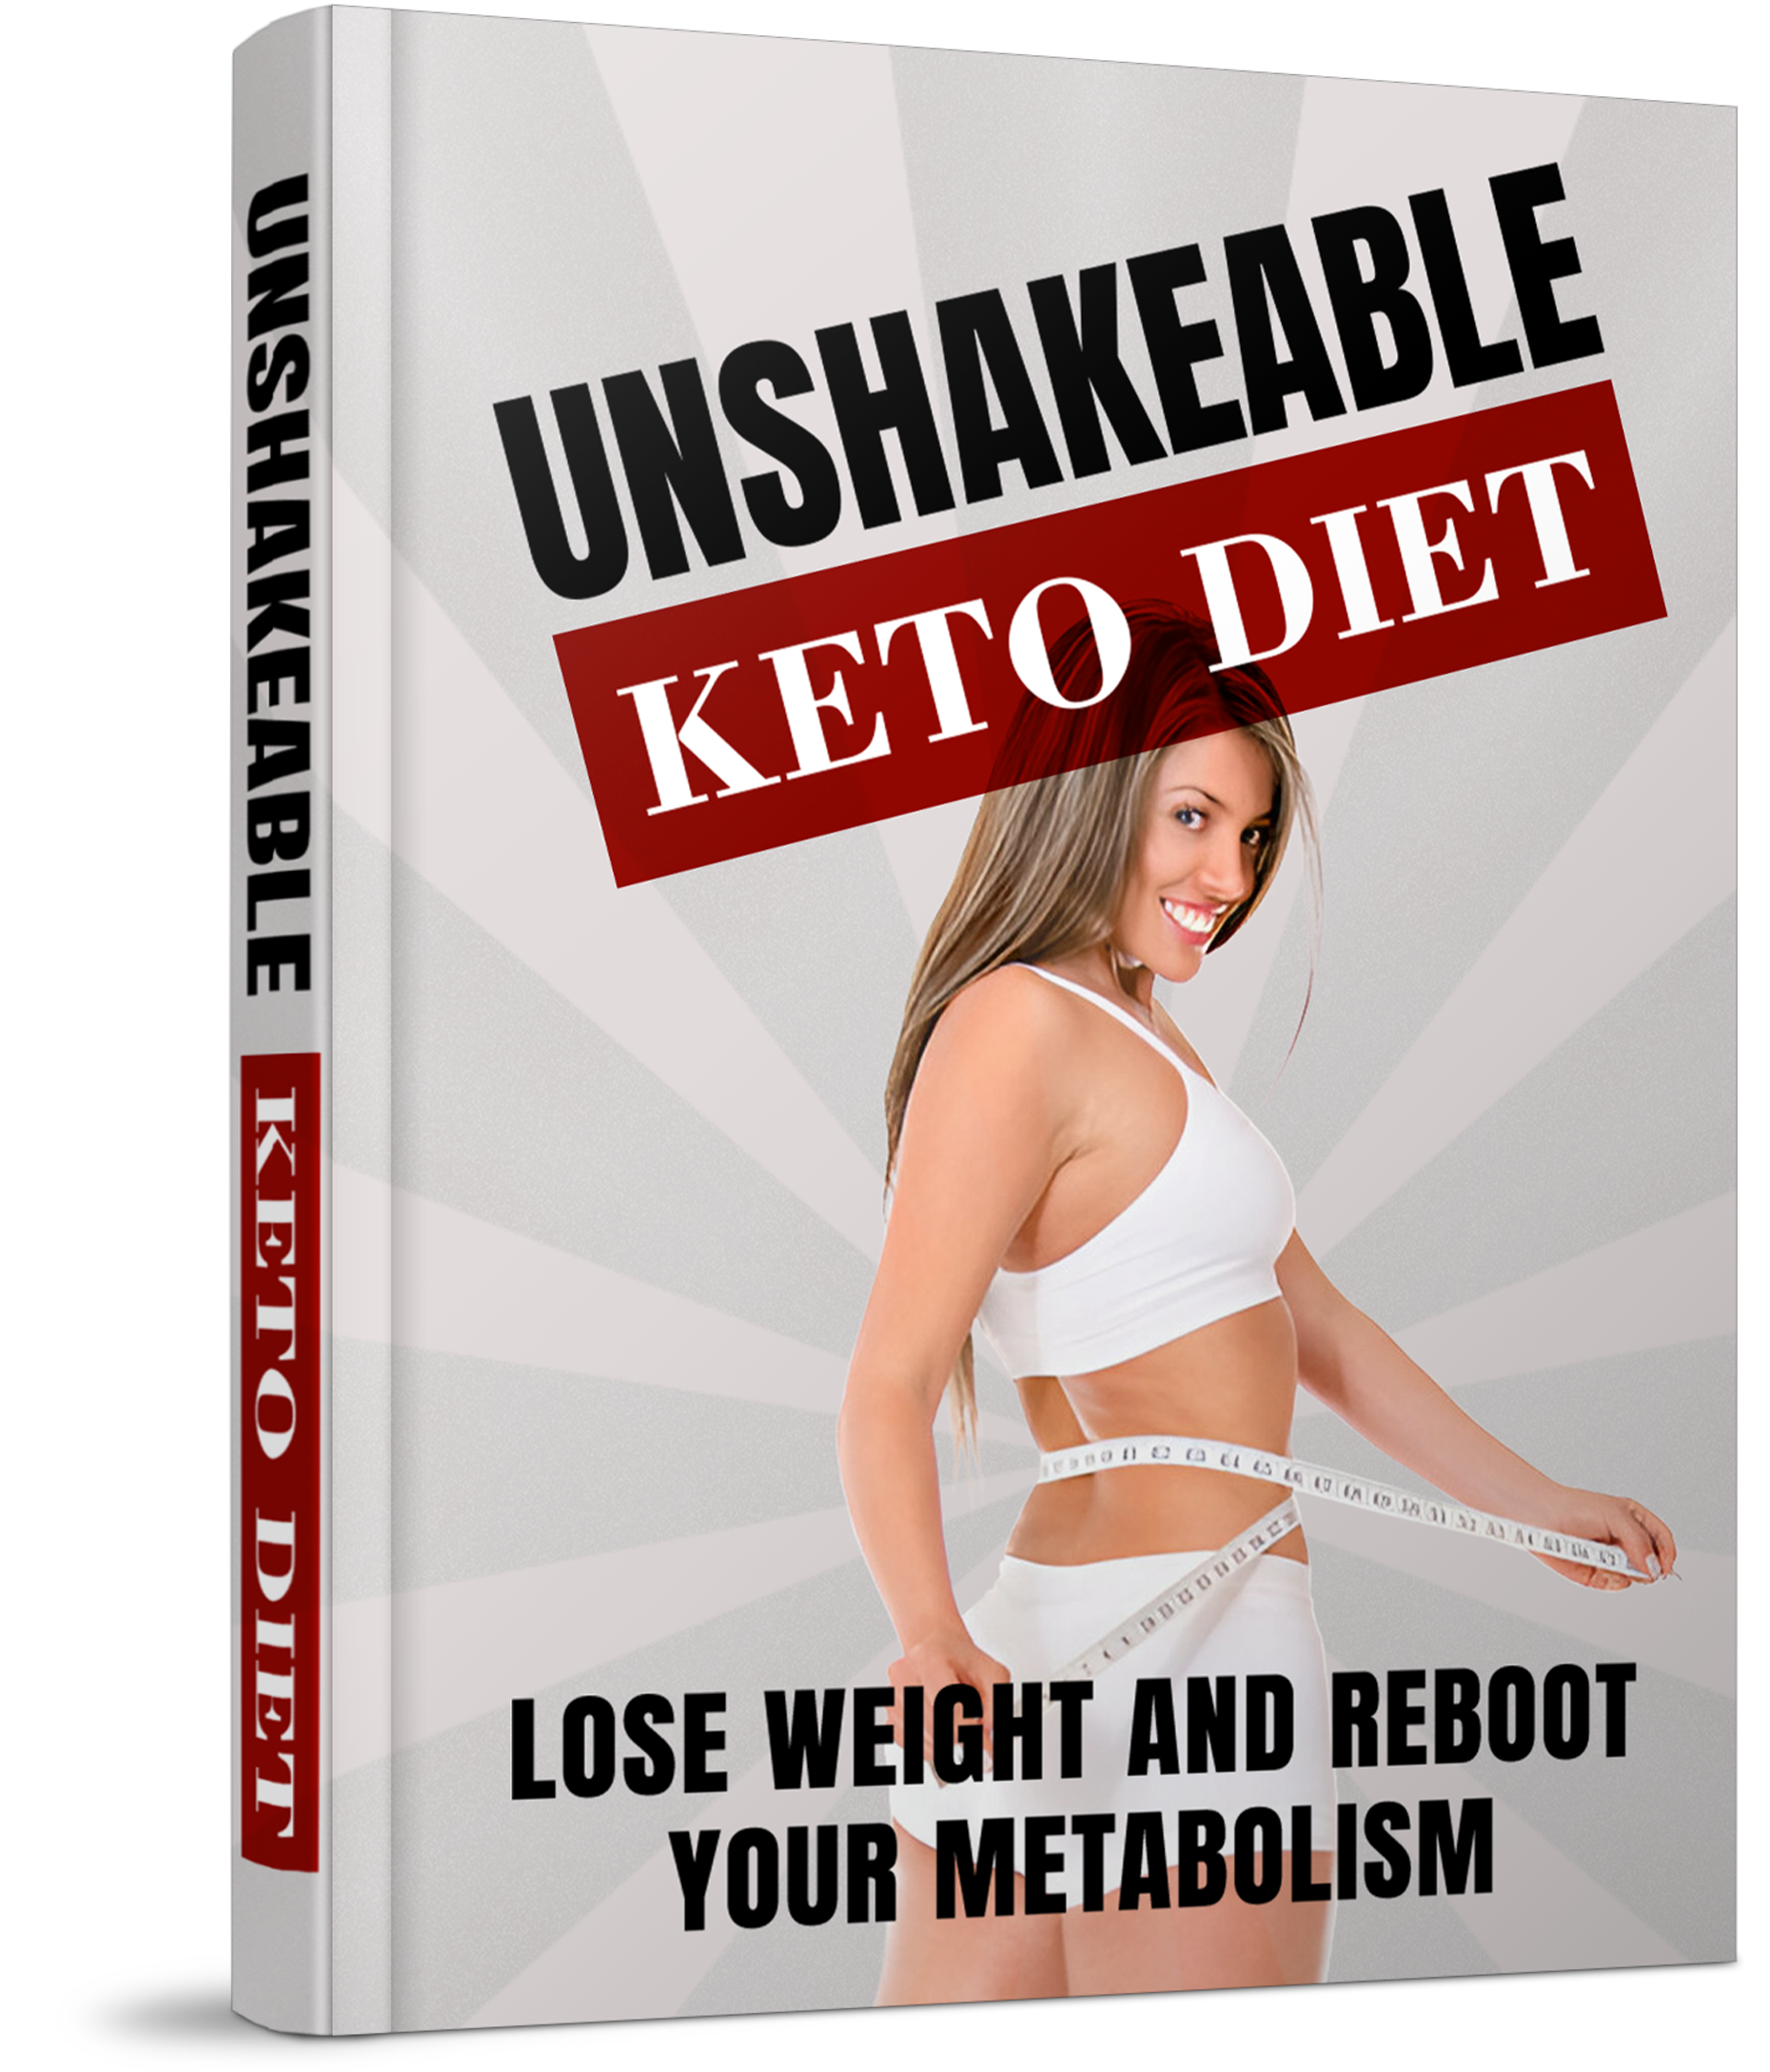 UNSHAKEABLE KETO DIET
UNSHAKEABLE
KETO DIET
LOSE WEIGHT AND REBOOT
YOUR METABOLISM